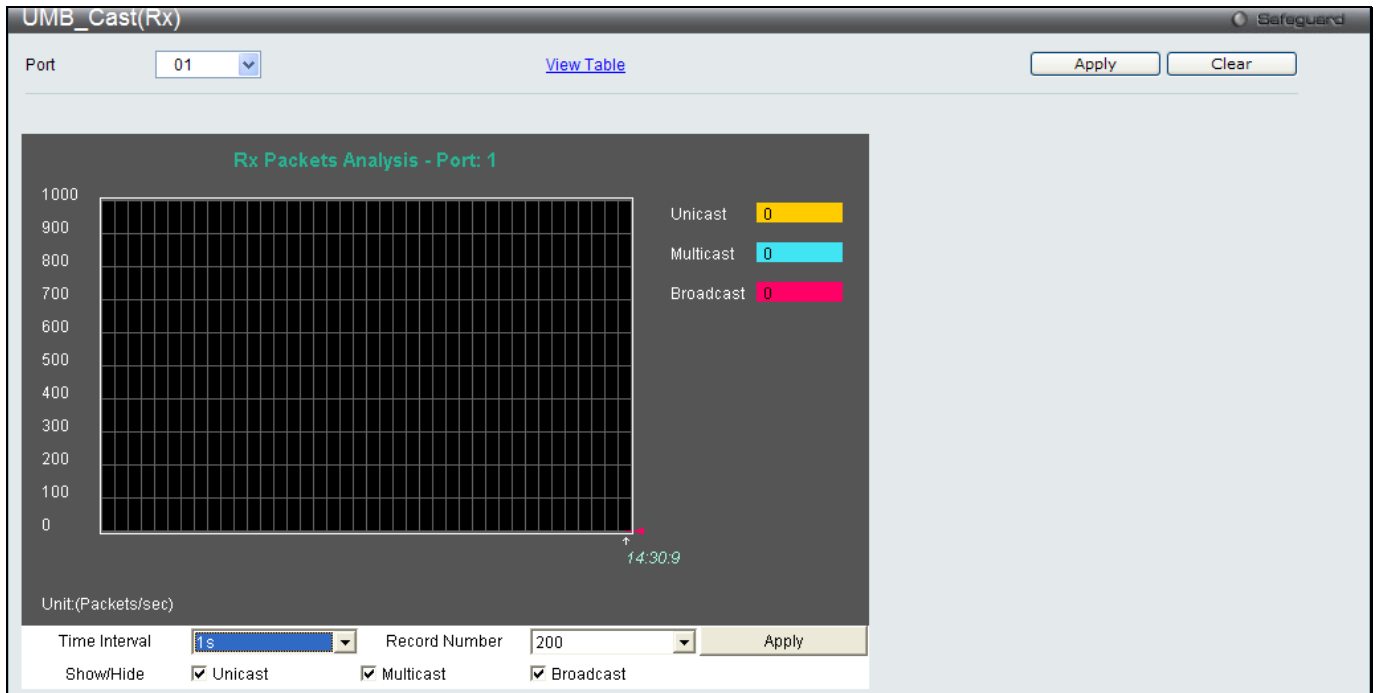 UMB_Cast(Rx)
Safeguard
Port 01 View Table Apply Clear
Rx Packets Analysis - Port: 1
1000
900
800
700
600
500
400
300
200
100
0
Unicast 0
Multicast 0
Broadcast 0
14:30:9
Unit:(Packets/sec)
Time Interval 1s Record Number 200 Apply
Show/Hide Unicast Multicast Broadcast